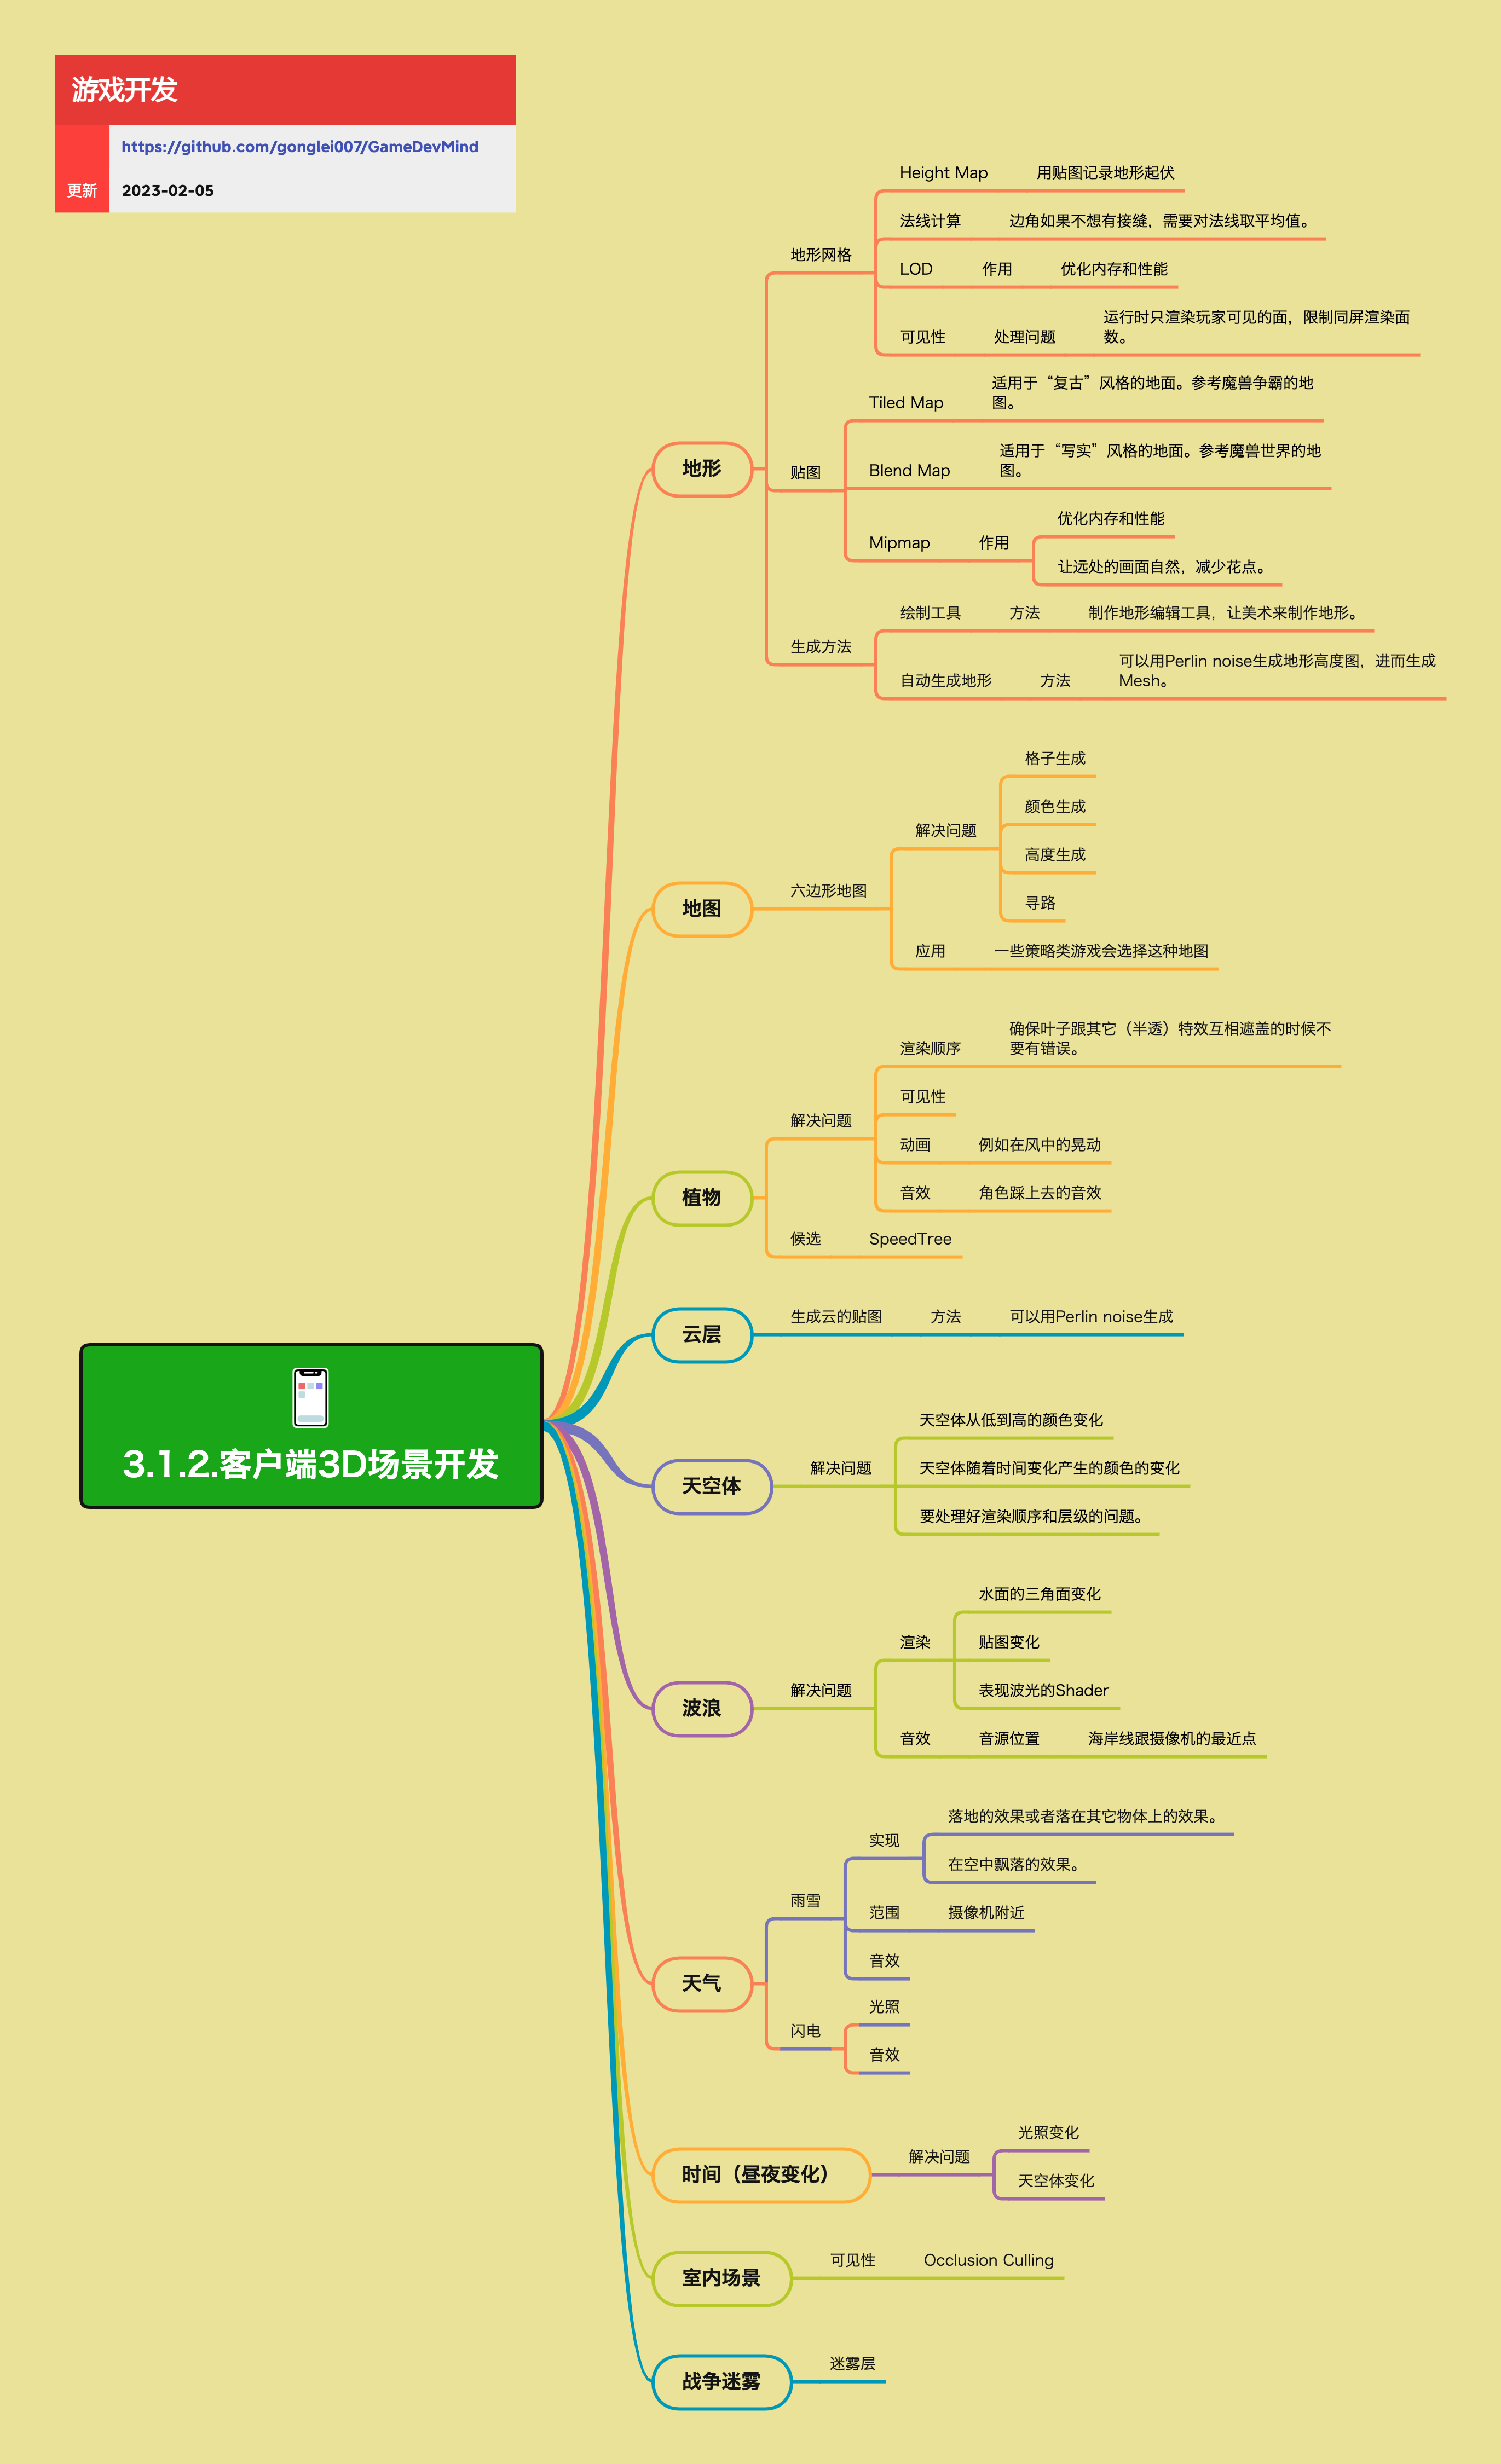 游戏开发
https://github.com/gonglei007/GameDevMind
更新
2023-02-05
3.1.2.客户端3D场景开发
地形
地形网格
Height Map
用贴图记录地形起伏
法线计算
边角如果不想有接缝，需要对法线取平均值。
LOD
作用
优化内存和性能
可见性
处理问题
运行时只渲染玩家可见的面，限制同屏渲染面
数。
贴图
Tiled Map
适用于“复古”风格的地面。参考魔兽争霸的地
图。
Blend Map
适用于“写实”风格的地面。参考魔兽世界的地
图。
Mipmap
作用
优化内存和性能
让远处的画面自然，减少花点。
生成方法
绘制工具
方法
制作地形编辑工具，让美术来制作地形。
自动生成地形
方法
可以用Perlin noise生成地形高度图，进而生成
Mesh。
地图
六边形地图
解决问题
格子生成
颜色生成
高度生成
寻路
应用
一些策略类游戏会选择这种地图
植物
解决问题
渲染顺序
确保叶子跟其它（半透）特效互相遮盖的时候不
要有错误。
可见性
动画
例如在风中的晃动
音效
角色踩上去的音效
候选
SpeedTree
云层
生成云的贴图
方法
可以用Perlin noise生成
天空体
解决问题
天空体从低到高的颜色变化
天空体随着时间变化产生的颜色的变化
要处理好渲染顺序和层级的问题。
波浪
解决问题
渲染
水面的三角面变化
贴图变化
表现波光的Shader
音效
音源位置
海岸线跟摄像机的最近点
天气
雨雪
实现
落地的效果或者落在其它物体上的效果。
在空中飘落的效果。
范围
摄像机附近
音效
闪电
光照
音效
时间（昼夜变化）
解决问题
光照变化
天空体变化
室内场景
可见性
Occlusion Culling
战争迷雾
迷雾层